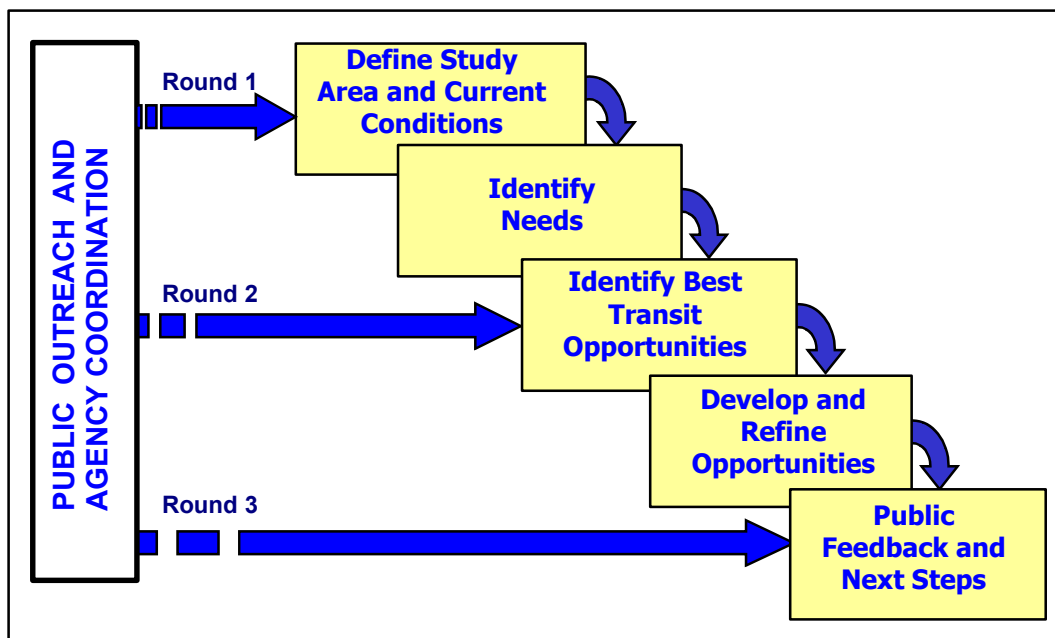 PUBLIC OUTREACH AND
AGENCY COORDINATION
Round 1
Define Study
Area and Current
Conditions
Identify
Needs
Round 2
Identify Best
Transit
Opportunities
Develop and
Refine
Opportunities
Round 3
Public
Feedback and
Next Steps